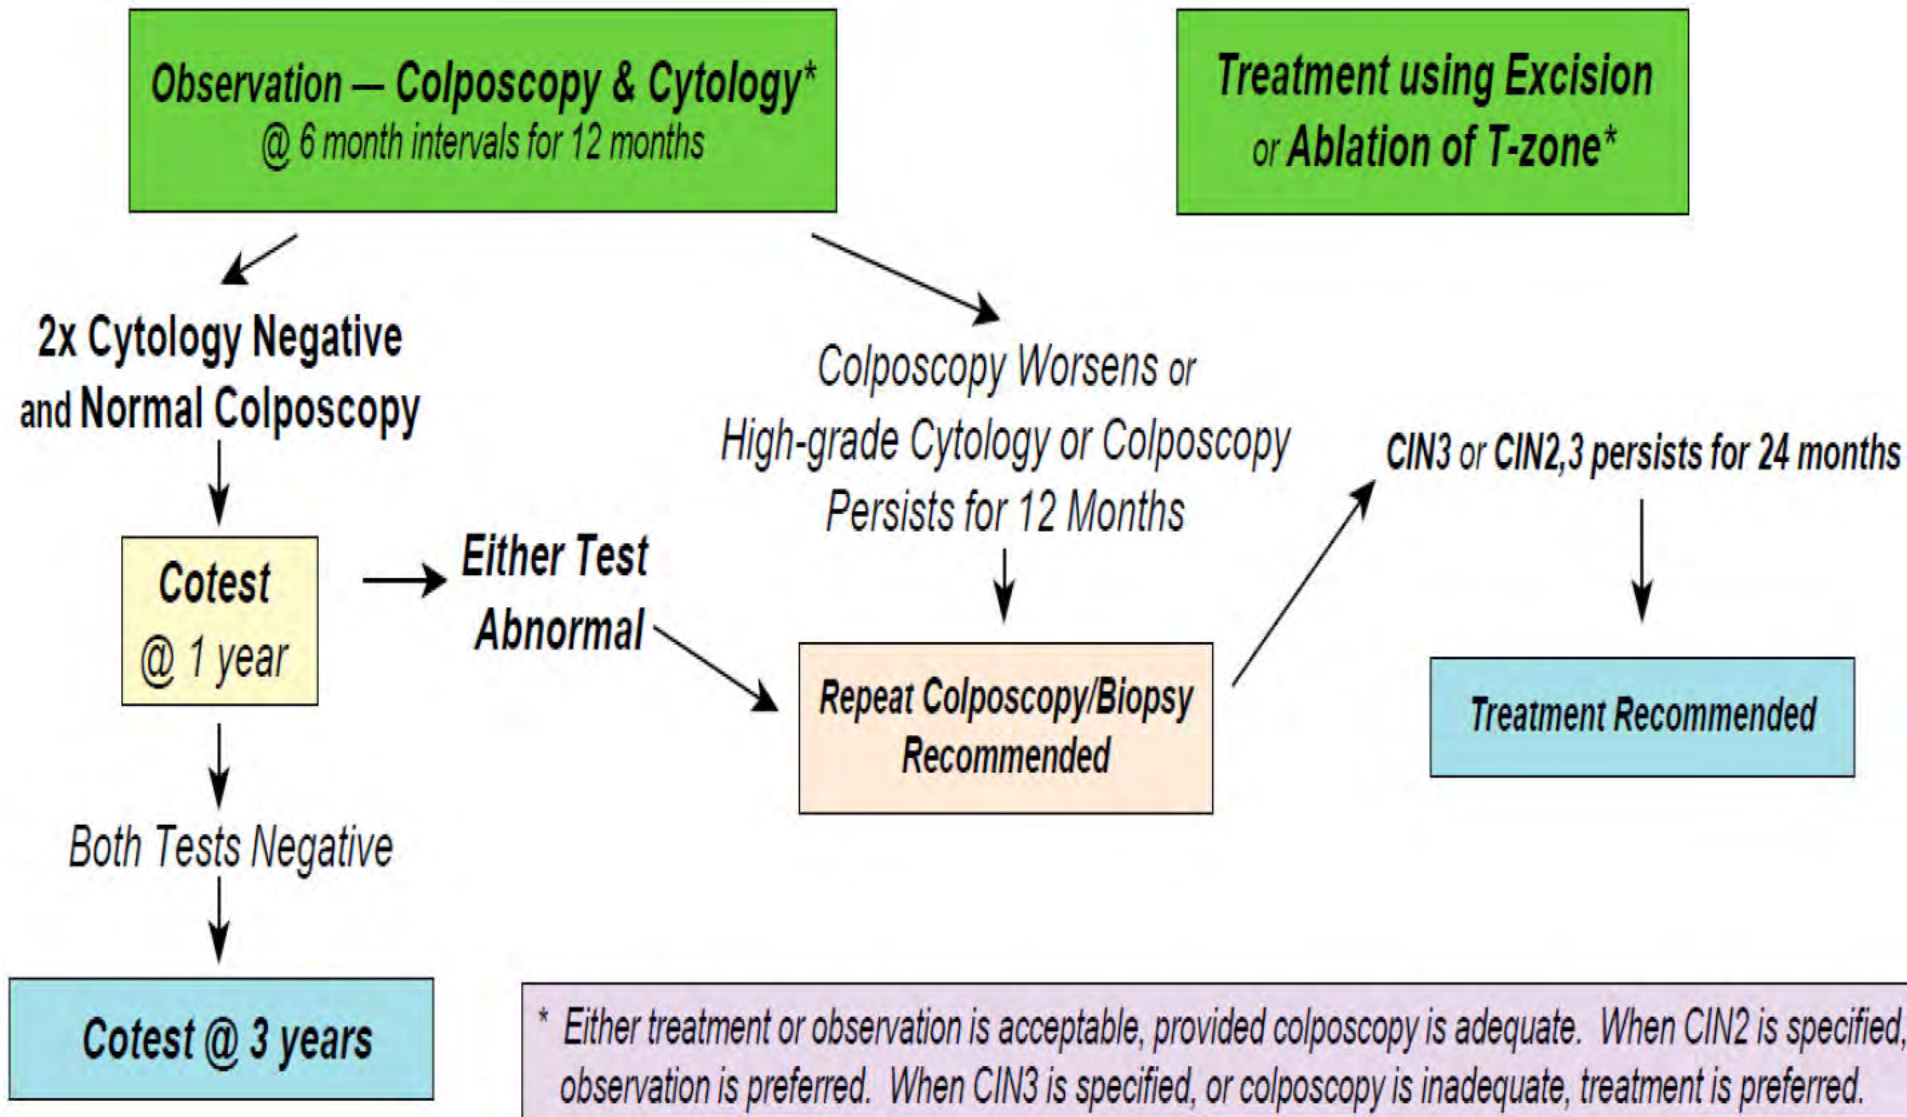 Observation — Colposcopy & Cytology*
@ 6 month intervals for 12 months
Treatment using Excision
or Ablation of T-zone*
2x Cytology Negative
and Normal Colposcopy
Colposcopy Worsens or
High-grade Cytology or Colposcopy
Persists for 12 Months
CIN3 or CIN2,3 persists for 24 months
Cotest
@ 1 year
Either Test
Abnormal
Repeat Colposcopy/Biopsy
Recommended
Treatment Recommended
Both Tests Negative
Cotest @ 3 years
* Either treatment or observation is acceptable, provided colposcopy is adequate. When CIN2 is specified,
observation is preferred. When CIN3 is specified, or colposcopy is inadequate, treatment is preferred.